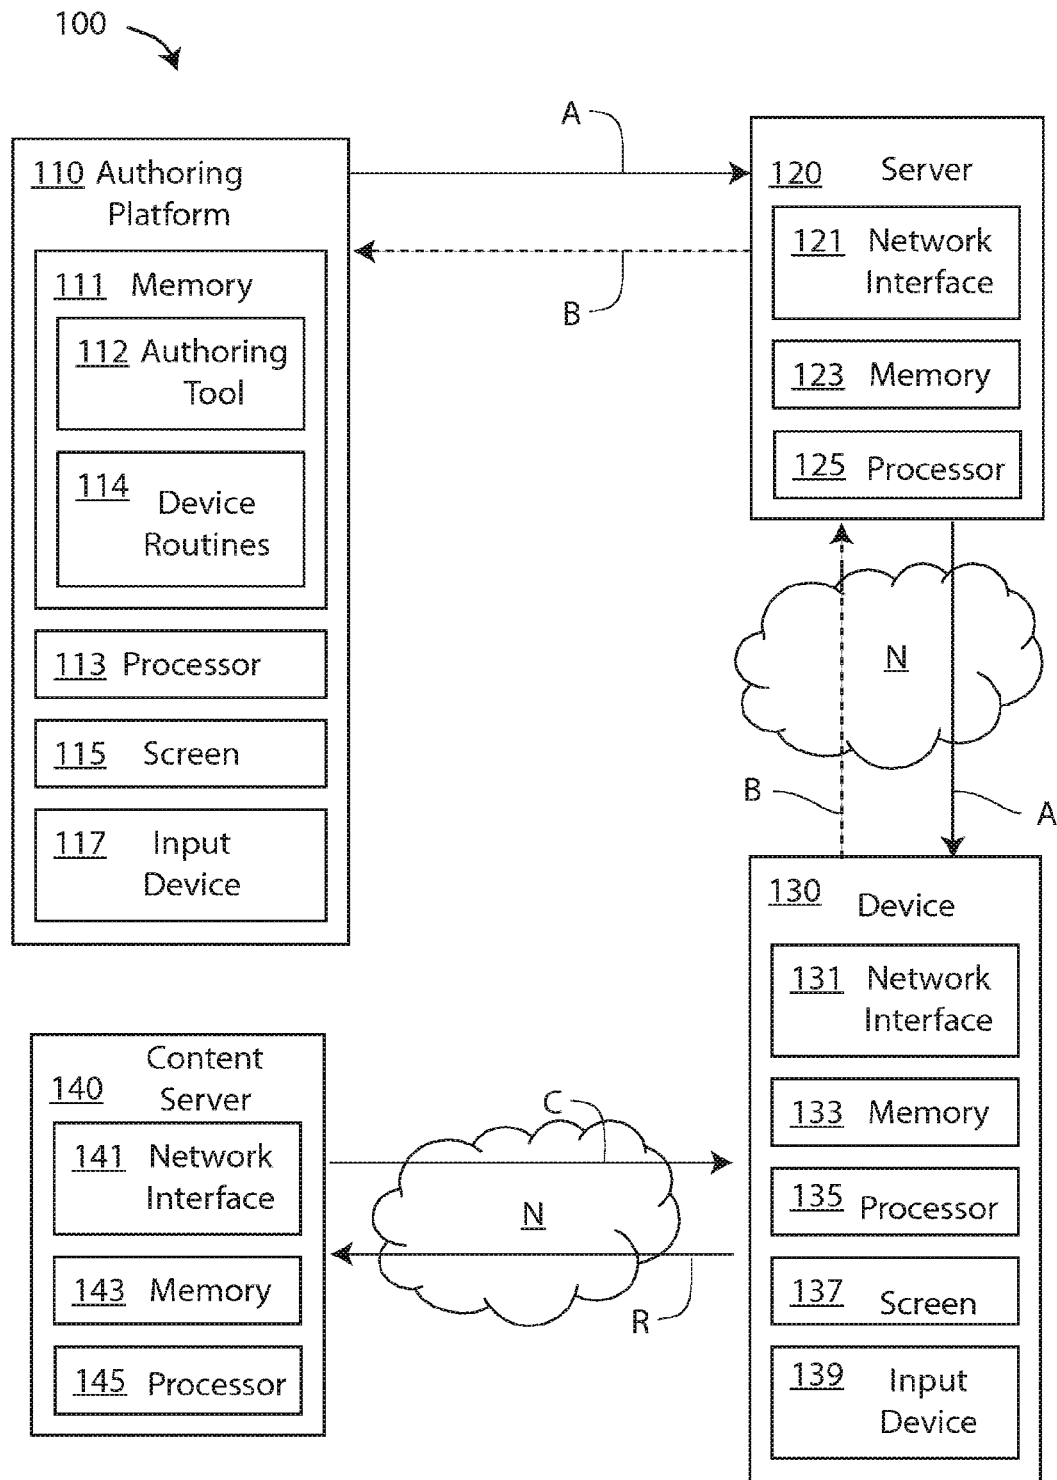 100
A
110 Authoring
Platform
111 Memory
112 Authoring
Tool
114 Device
Routines
113 Processor
115 Screen
117 Input
Device
B
120 Server
121 Network
Interface
123 Memory
125 Processor
N
B
A
130 Device
131 Network
Interface
133 Memory
135 Processor
137 Screen
139 Input
Device
140 Content
Server
141 Network
Interface
143 Memory
145 Processor
C
N
R